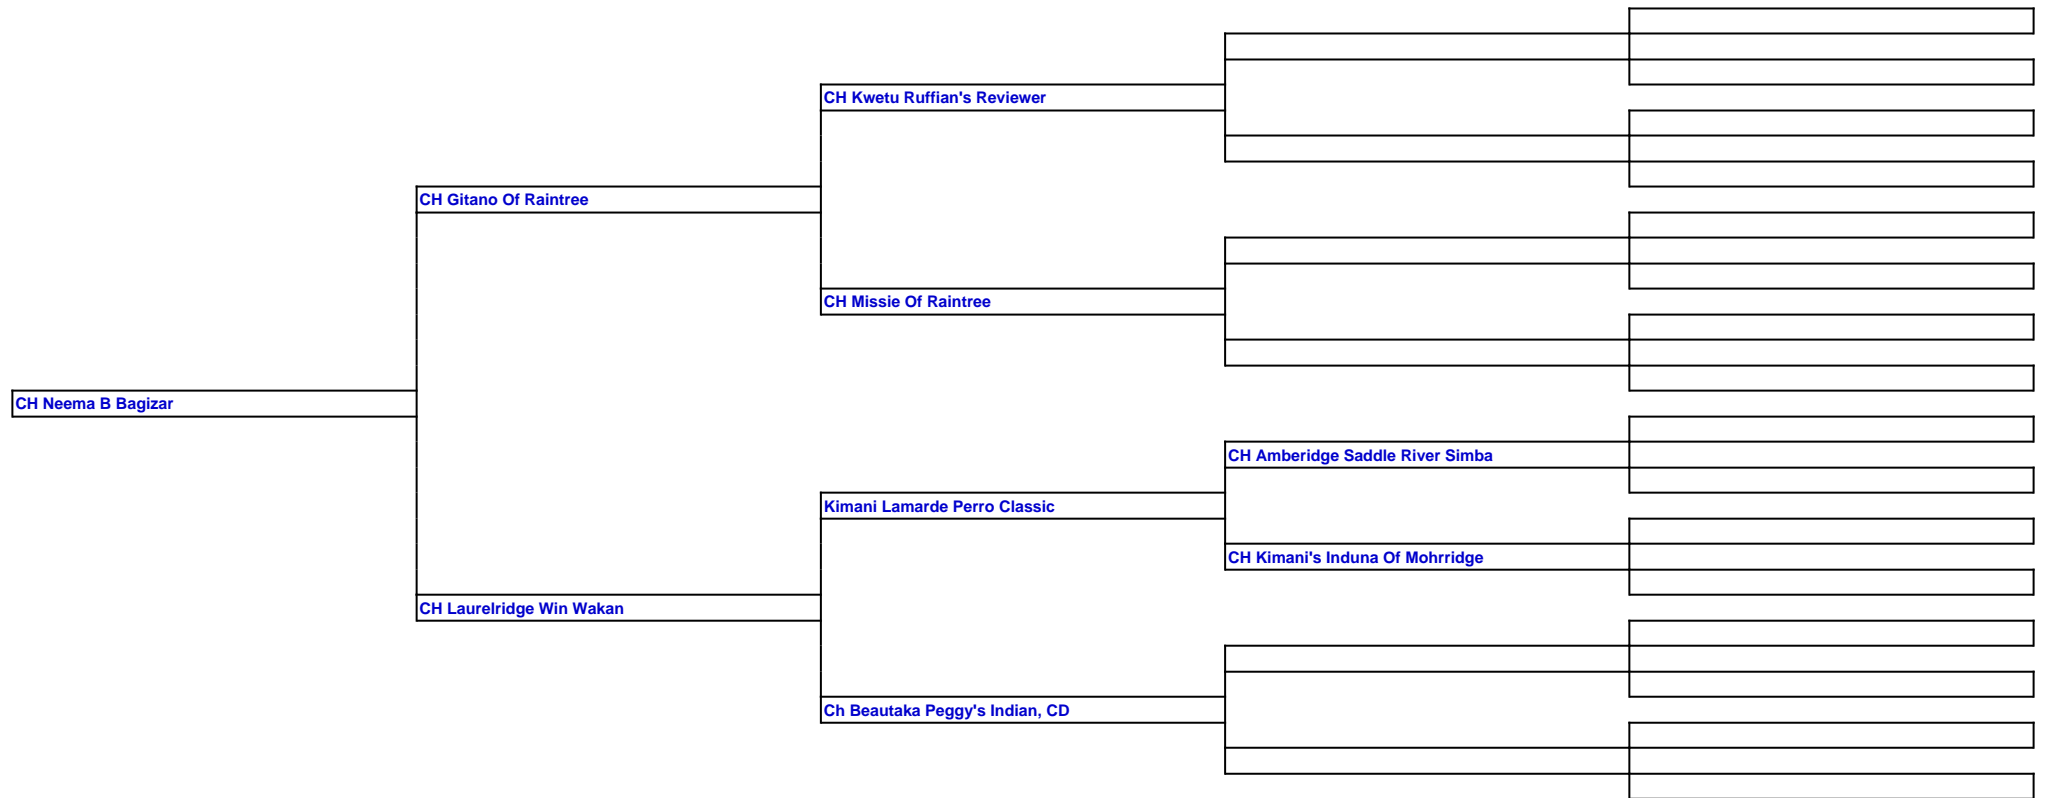 CH Kwetu Ruffian's Reviewer
CH Gitano Of Raintree
CH Missie Of Raintree
CH Neema B Bagizar
CH Amberidge Saddle River Simba
Kimani Lamarde Perro Classic
CH Kimani's Induna Of Mohrridge
CH Laurelridge Win Wakan
Ch Beautaka Peggy's Indian, CD